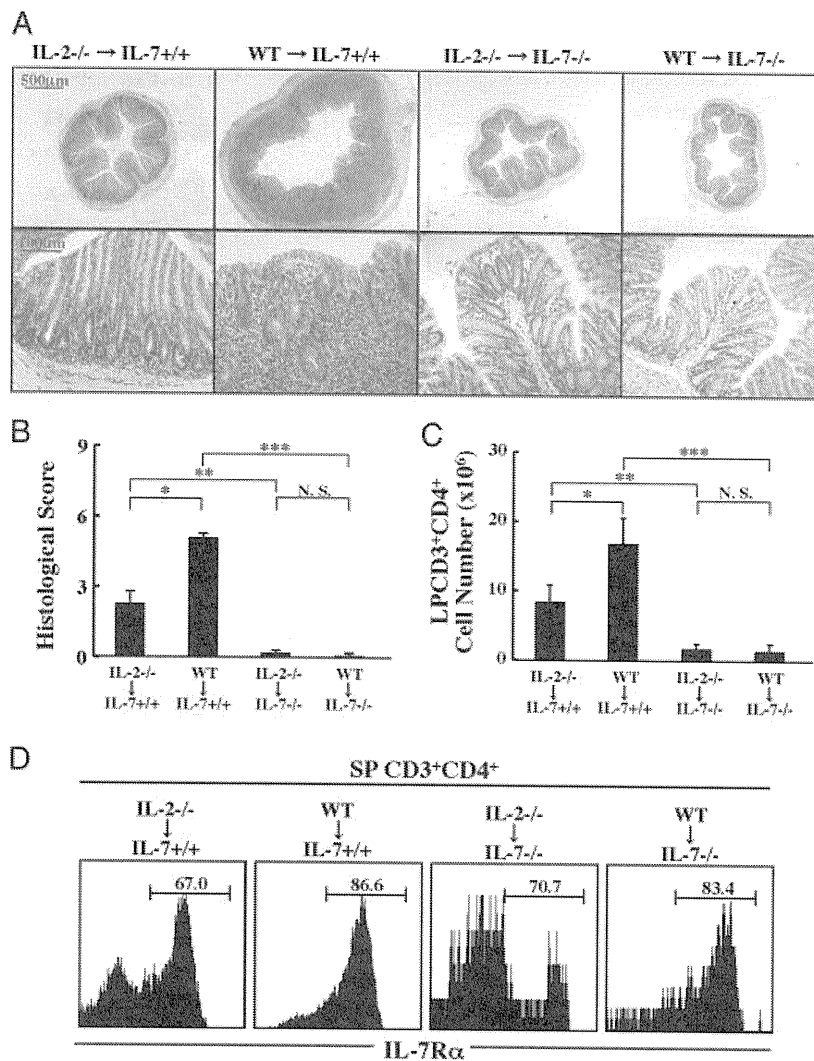 A
IL-2-/- → IL-7+/+ WT → IL-7+/+ IL-2-/- → IL-7-/- WT → IL-7-/-
500μm
100μm
B
Histological Score
9
6
3
0
***
**
*
N. S.
IL-2-/- WT IL-2-/- WT
↓ ↓ ↓ ↓
IL-7+/+ IL-7+/+ IL-7-/- IL-7-/-
C
LPCD3⁺CD4⁺
Cell Number (x10⁶)
30
20
10
0
***
**
*
N. S.
IL-2-/- WT IL-2-/- WT
↓ ↓ ↓ ↓
IL-7+/+ IL-7+/+ IL-7-/- IL-7-/-
D
SP CD3⁺CD4⁺
IL-2-/- WT IL-2-/- WT
↓ ↓ ↓ ↓
IL-7+/+ IL-7+/+ IL-7-/- IL-7-/-
67.0 86.6 70.7 83.4
IL-7Rα